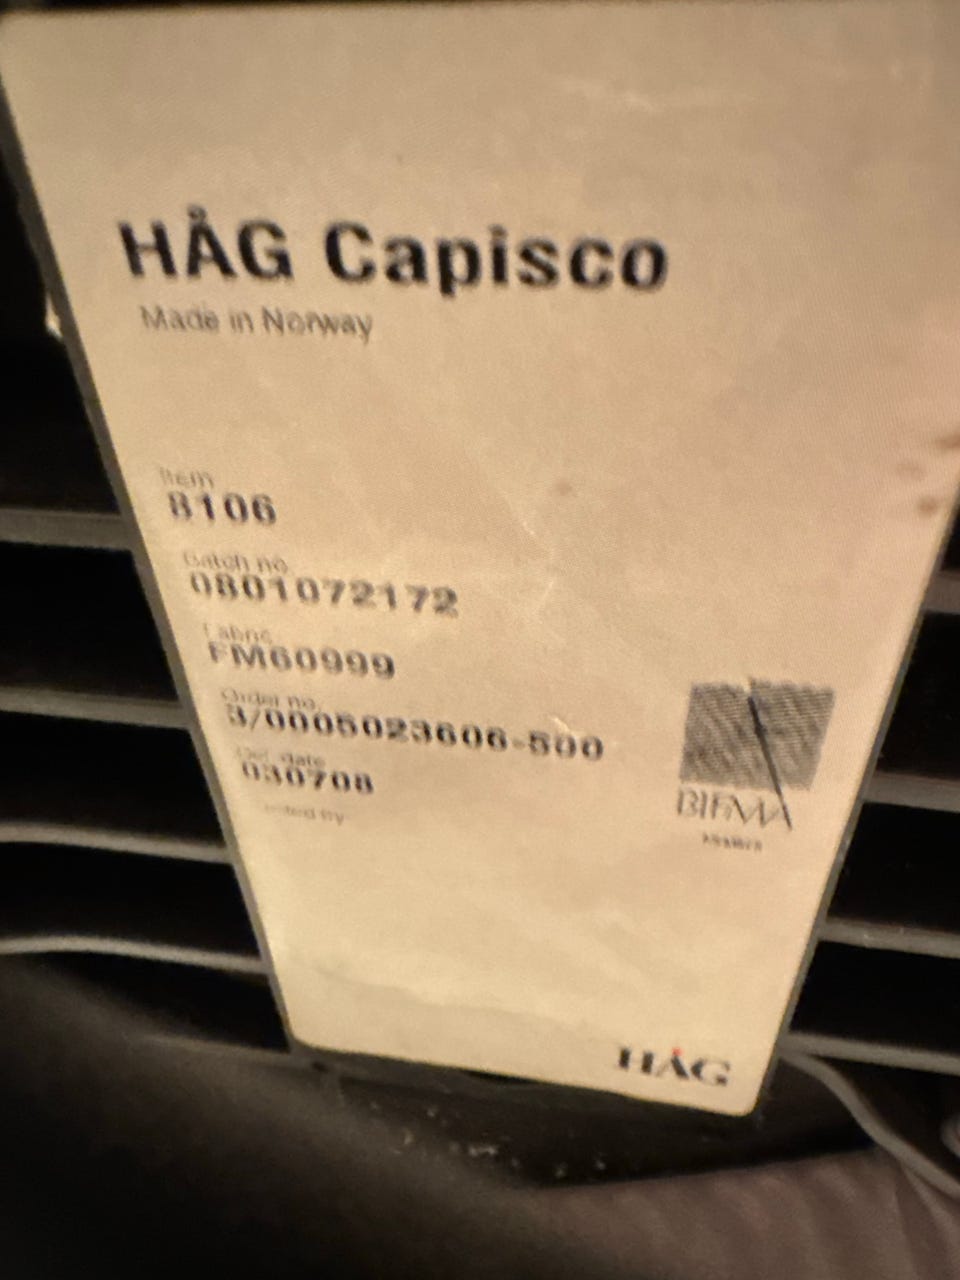 HÅG Capisco
Made in Norway
Item
8106
Batch no.
0801072172
Fabric
FM60999
Order no.
3/0005023606-500
Del. date
030708
BIFMA
HÅG